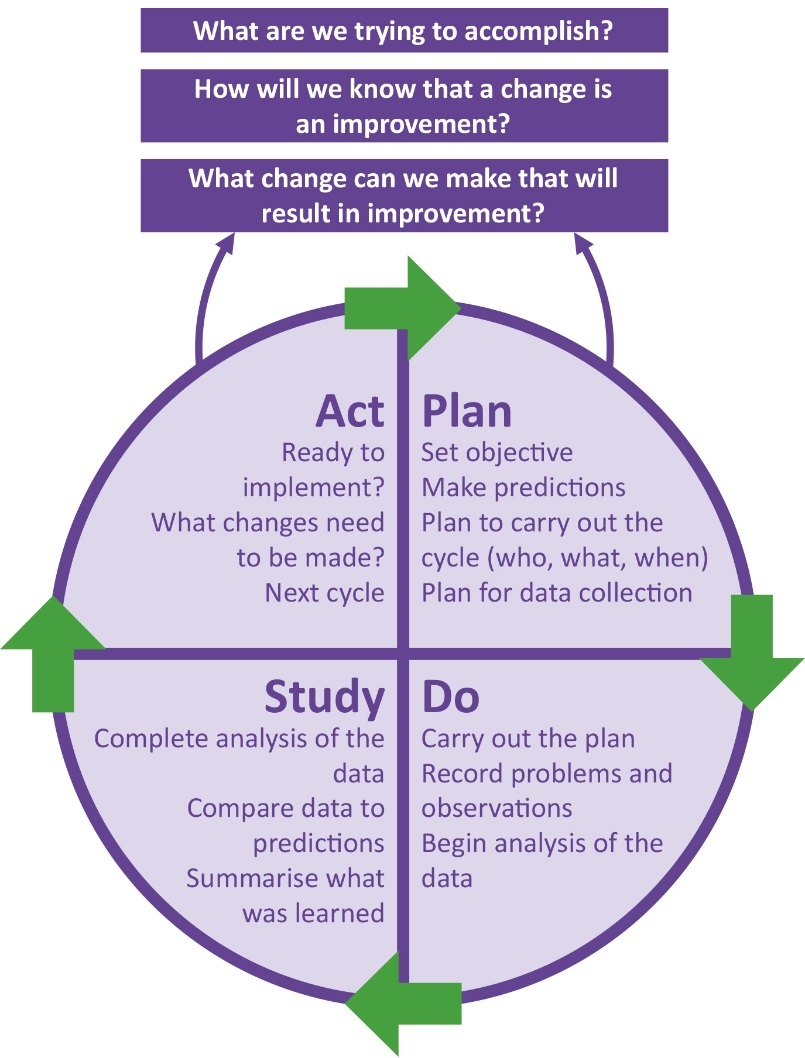 What are we trying to accomplish?
How will we know that a change is
an improvement?
What change can we make that will
result in improvement?
Act
Ready to
implement?
What changes need
to be made?
Next cycle
Plan
Set objective
Make predictions
Plan to carry out the
cycle (who, what, when)
Plan for data collection
Study
Complete analysis of the
data
Compare data to
predictions
Summarise what
was learned
Do
Carry out the plan
Record problems and
observations
Begin analysis of the
data